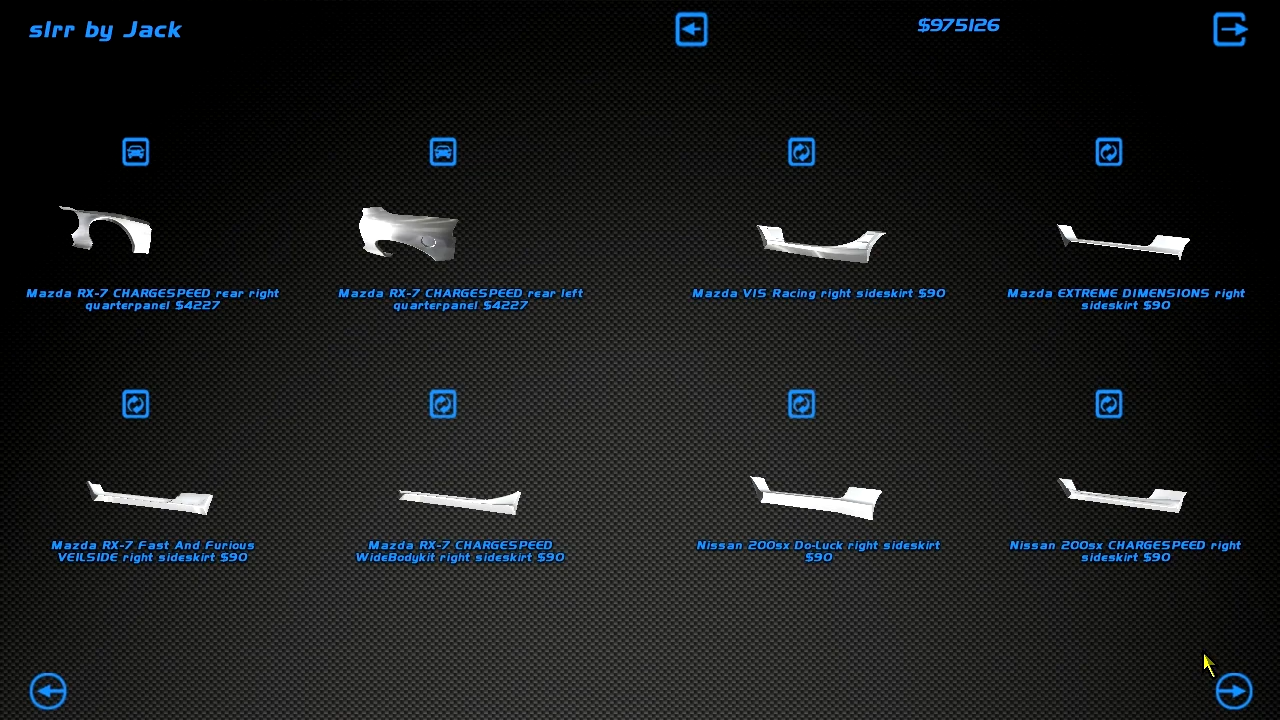 slrr by Jack
$975126
Mazda RX-7 CHARGESPEED rear right
quarterpanel $4227
Mazda RX-7 CHARGESPEED rear left
quarterpanel $4227
Mazda VIS Racing right sideskirt $90
Mazda EXTREME DIMENSIONS right
sideskirt $90
Mazda RX-7 Fast And Furious
VEILSIDE right sideskirt $90
Mazda RX-7 CHARGESPEED
WideBodykit right sideskirt $90
Nissan 200sx Do-Luck right sideskirt
$90
Nissan 200sx CHARGESPEED right
sideskirt $90